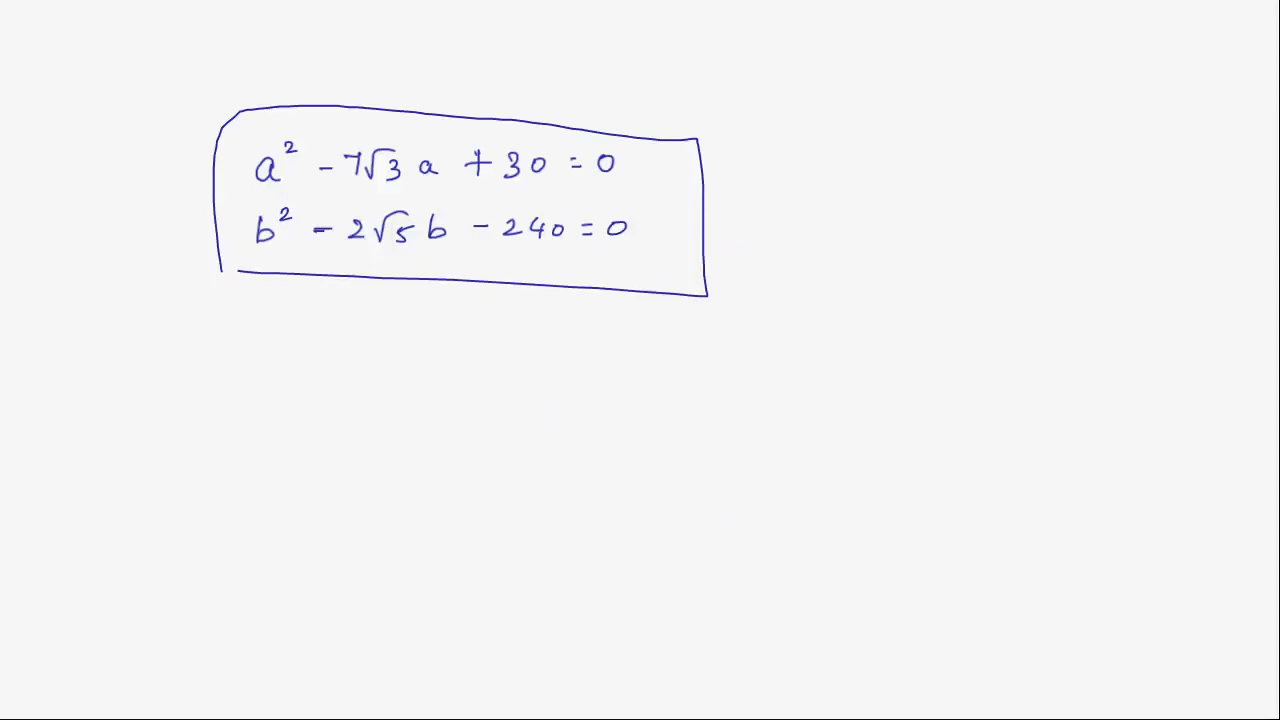 a² - 7√3 a + 30 = 0
b² - 2√5 b - 240 = 0